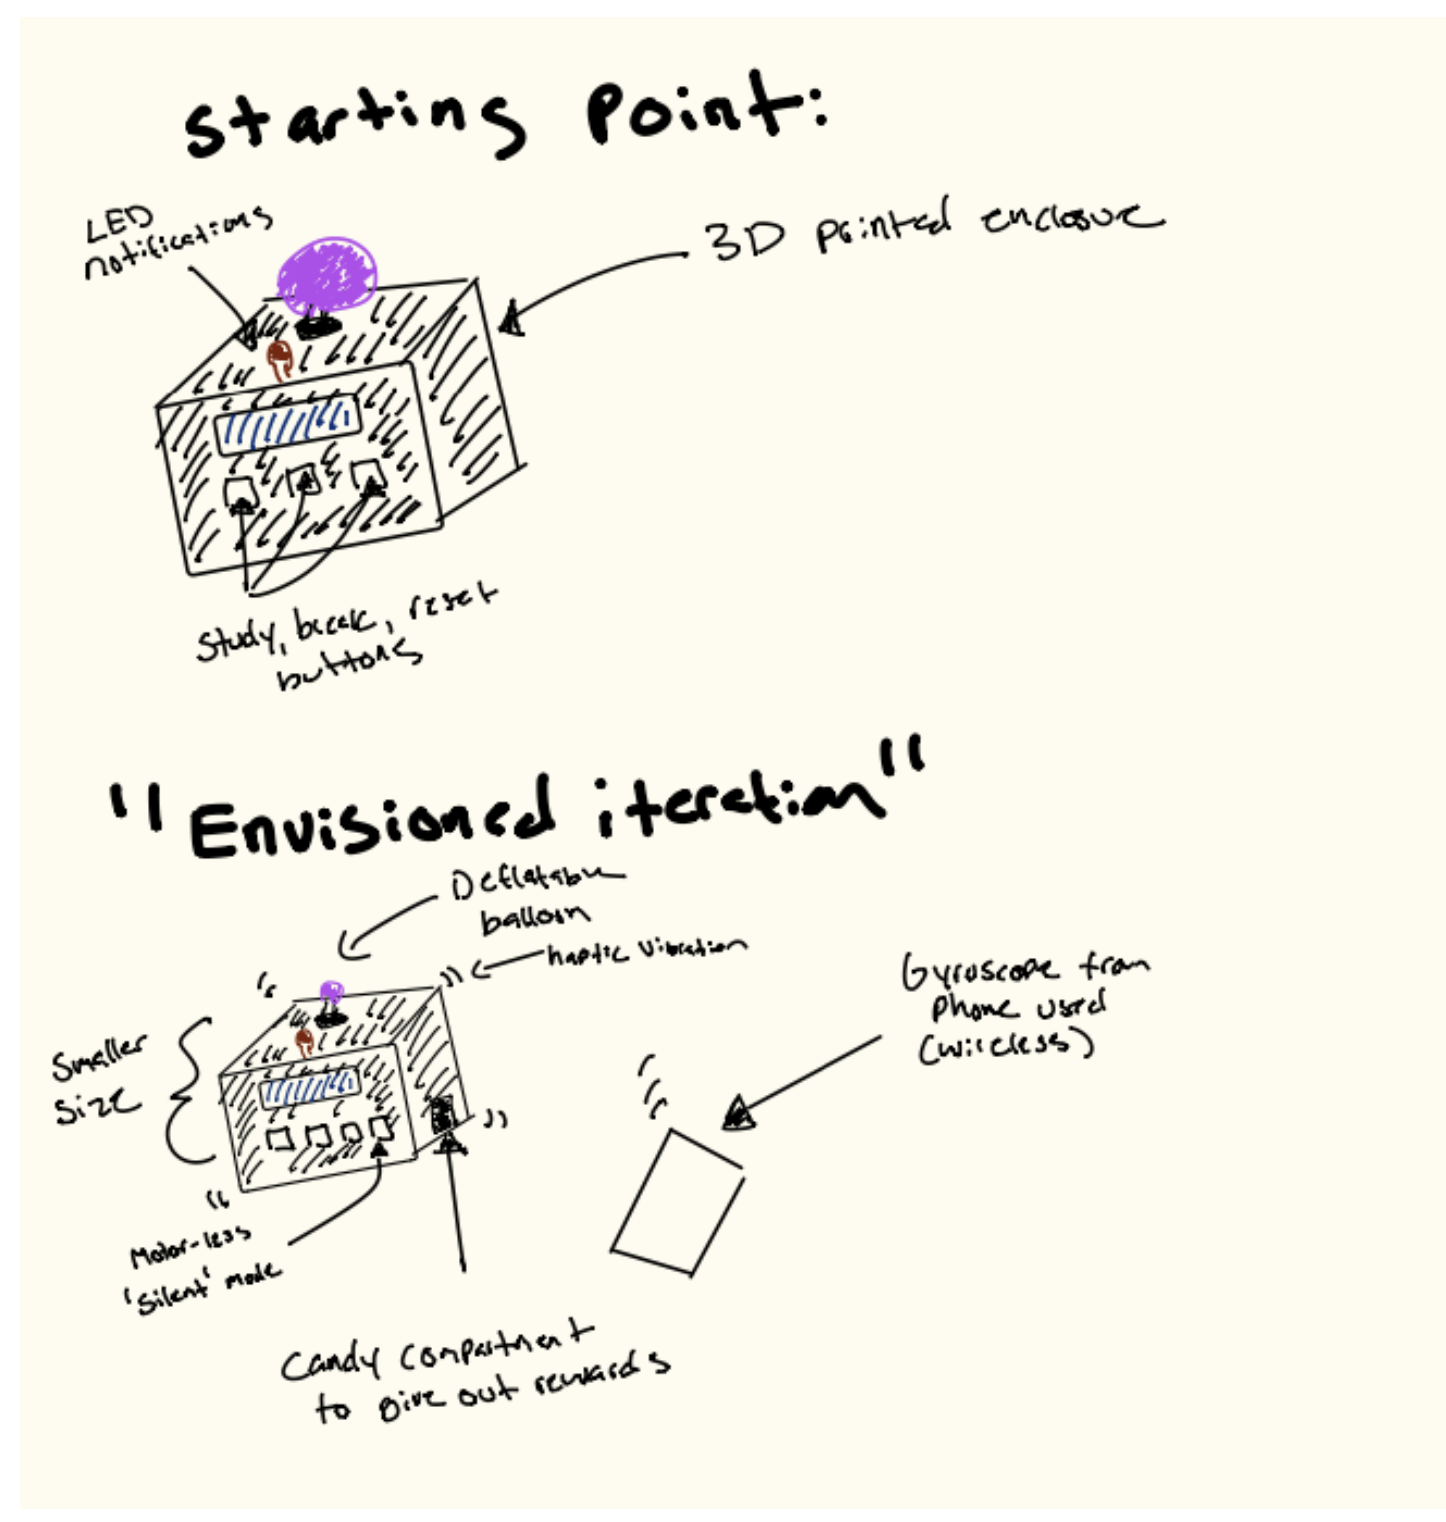 Starting Point:
LED
notifications
3D printed enclosure
Study, break, reset
buttons
"Envisioned iteration"
Deflatable
balloon
haptic vibration
Gyroscope from
phone used
(wireless)
Smaller
size
Motor-less
'silent' mode
Candy compartment
to give out rewards